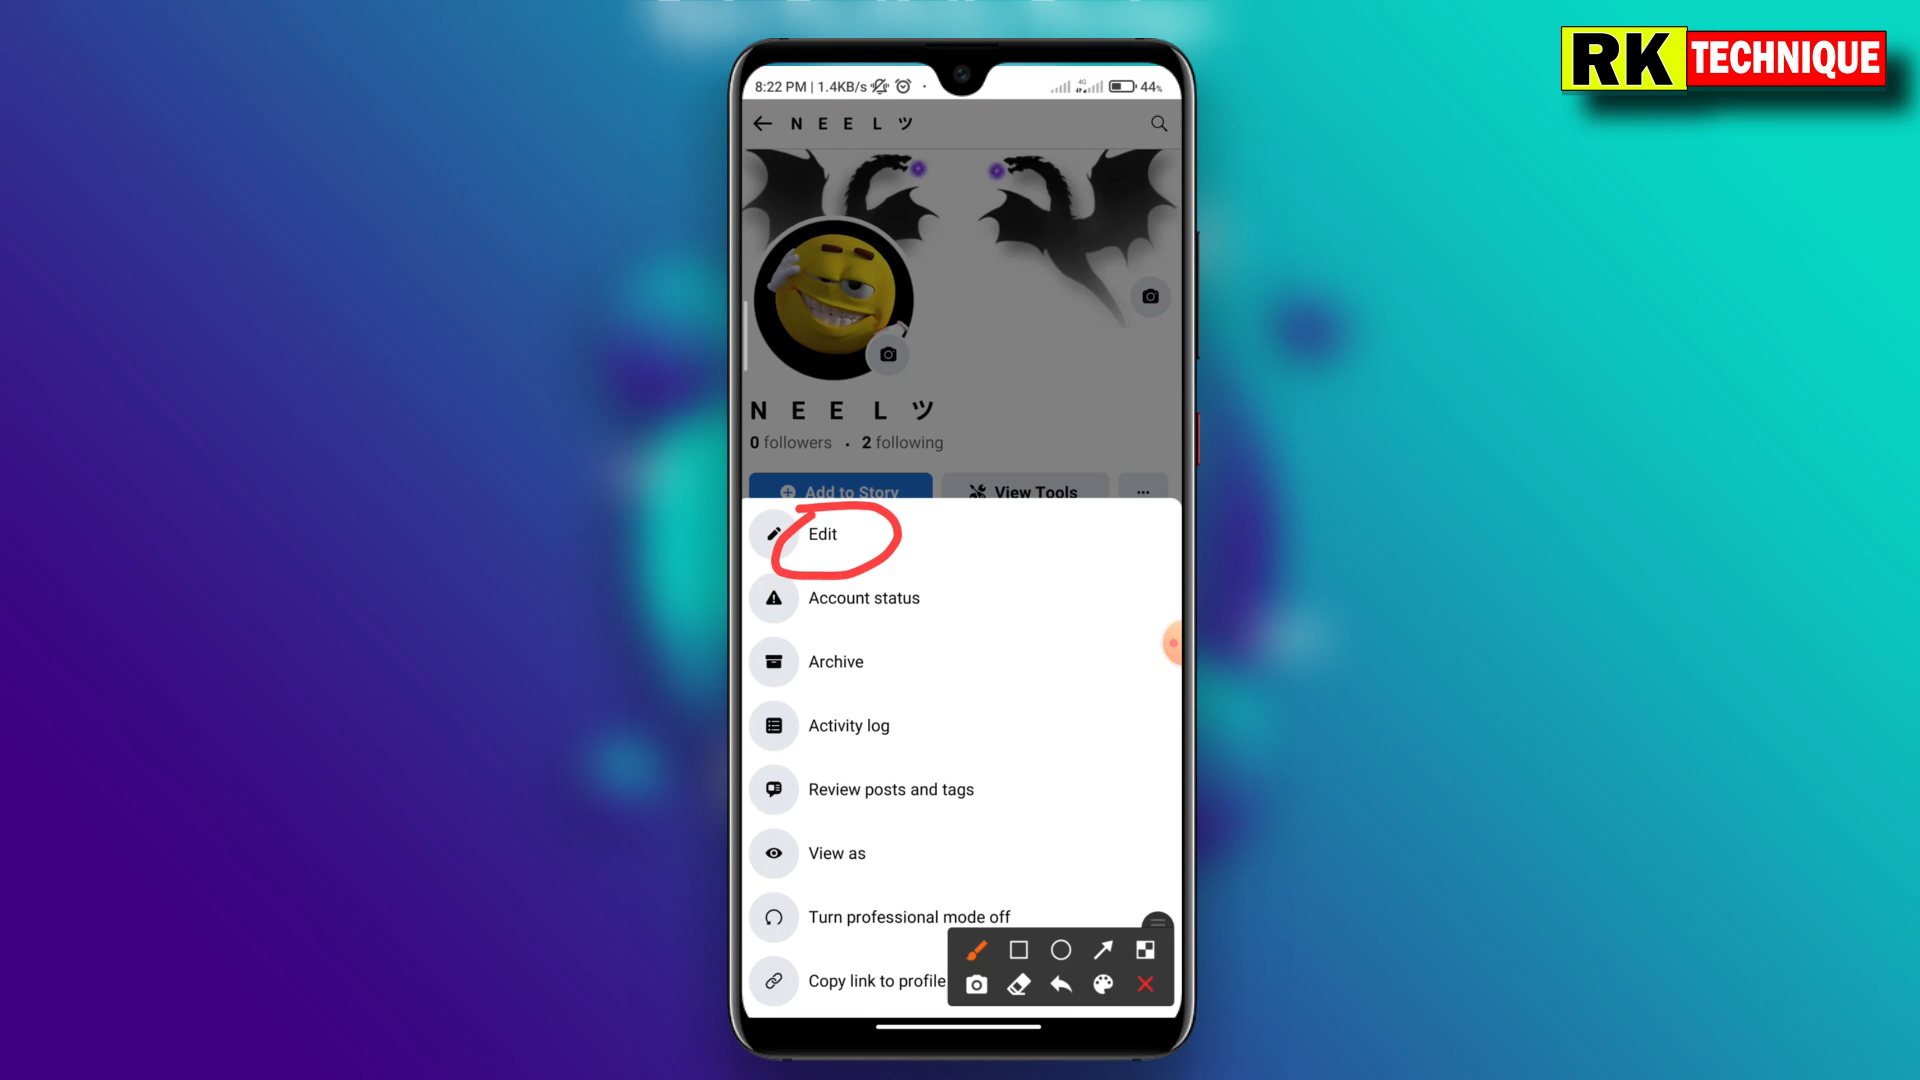 RK TECHNIQUE
8:22 PM | 1.4KB/s
4G
44%
N E E L ツ
N E E L ツ
0 followers • 2 following
Add to Story
View Tools
Edit
Account status
Archive
Activity log
Review posts and tags
View as
Turn professional mode off
Copy link to profile